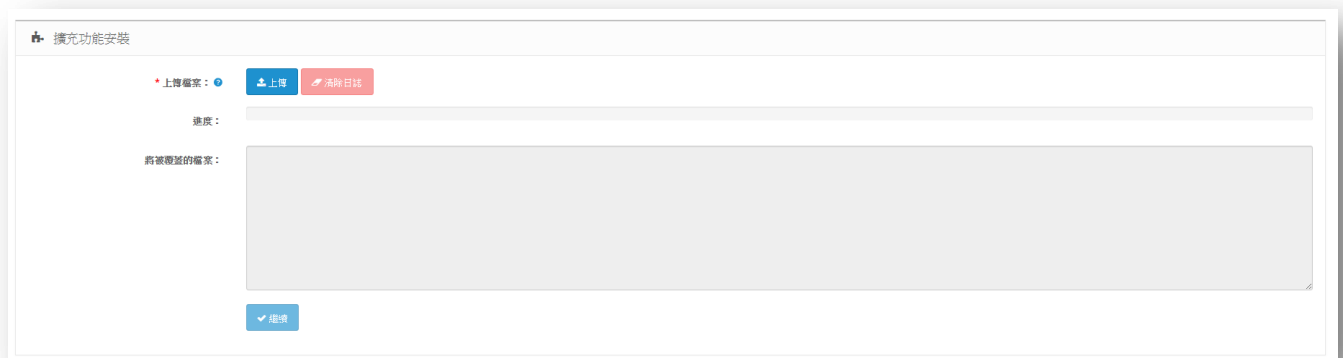 擴充功能安裝
* 上傳檔案：
上傳 清除日誌
進度：
將被覆蓋的檔案：
繼續